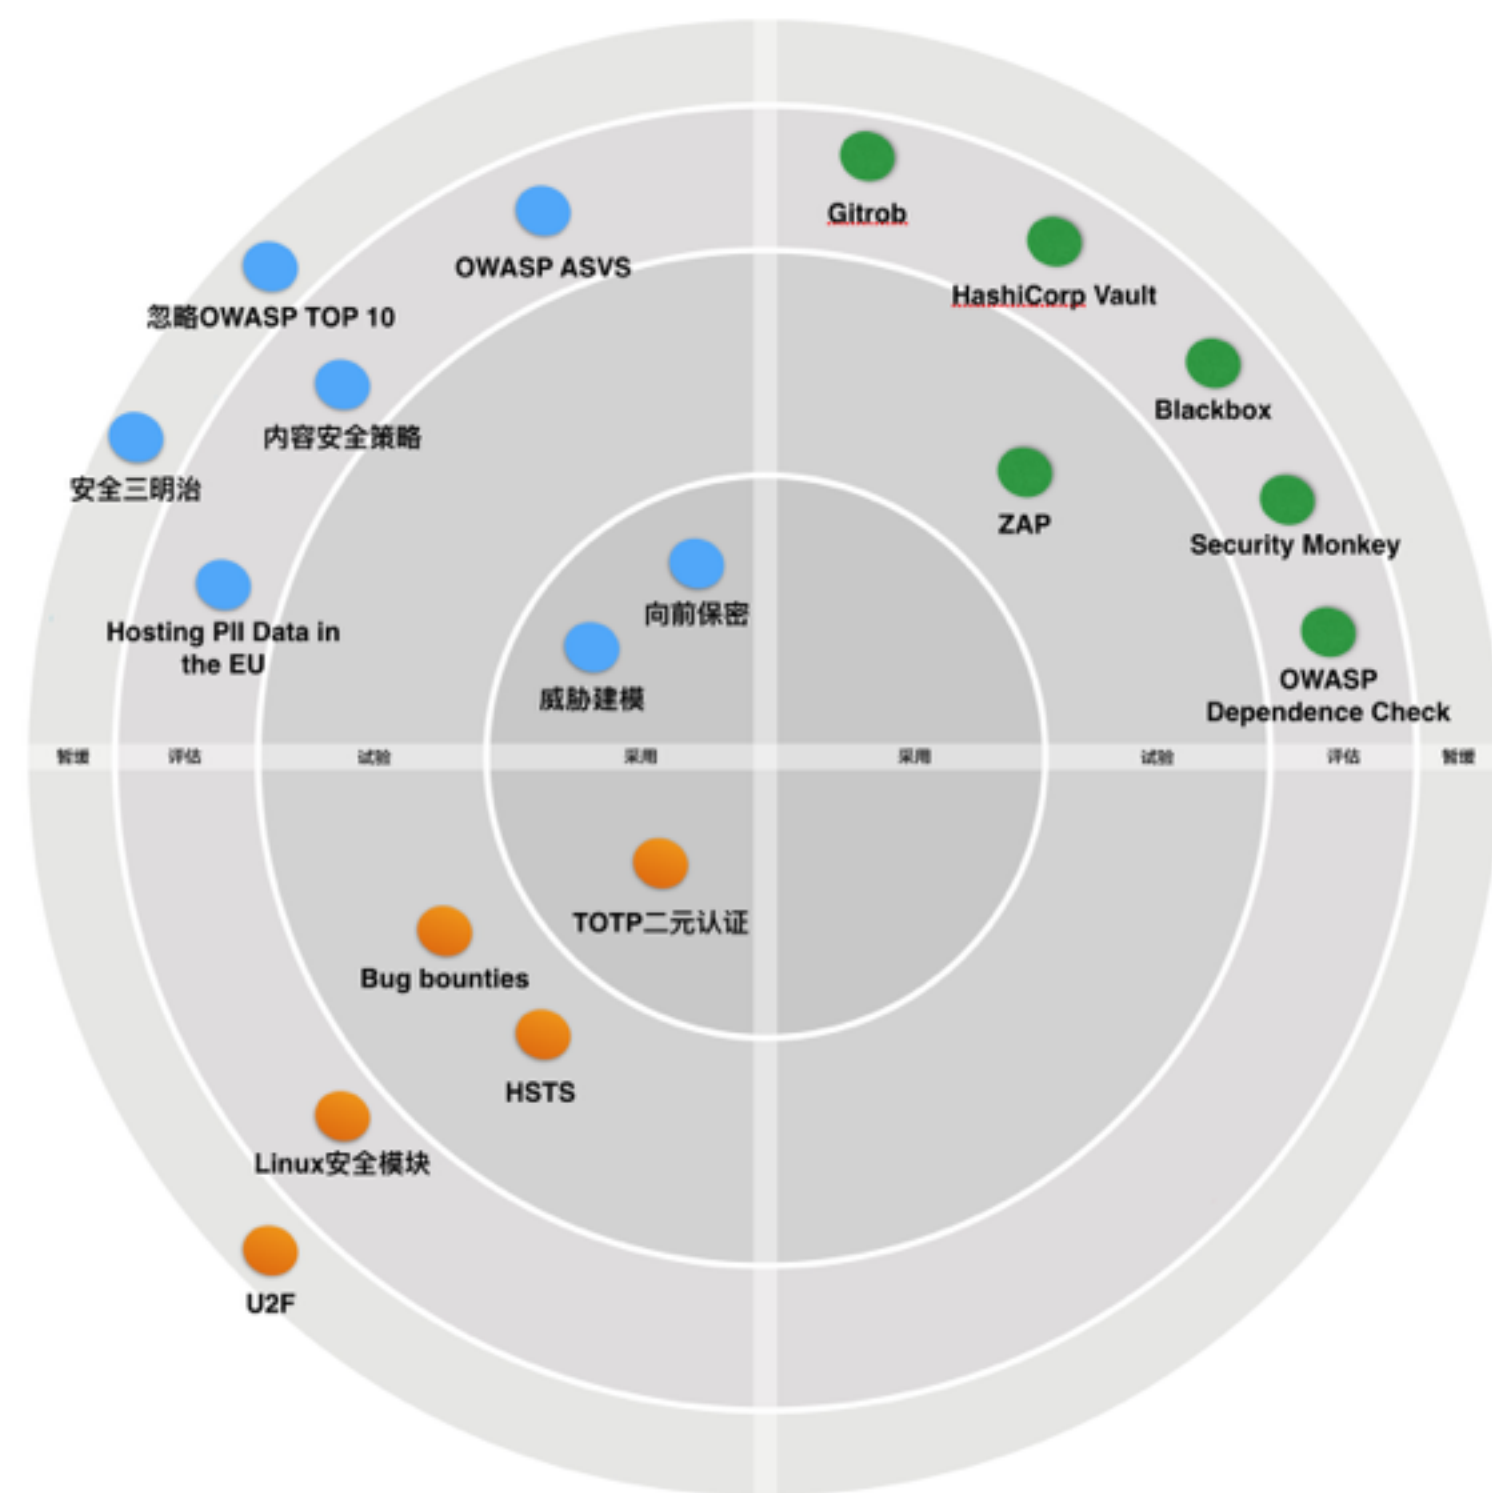 Gitrob
OWASP ASVS
HashiCorp Vault
忽略OWASP TOP 10
Blackbox
内容安全策略
安全三明治
ZAP
Security Monkey
向前保密
Hosting PII Data in
the EU
威胁建模
OWASP
Dependence Check
暂缓 评估 试验 采用 采用 试验 评估 暂缓
TOTP二元认证
Bug bounties
HSTS
Linux安全模块
U2F